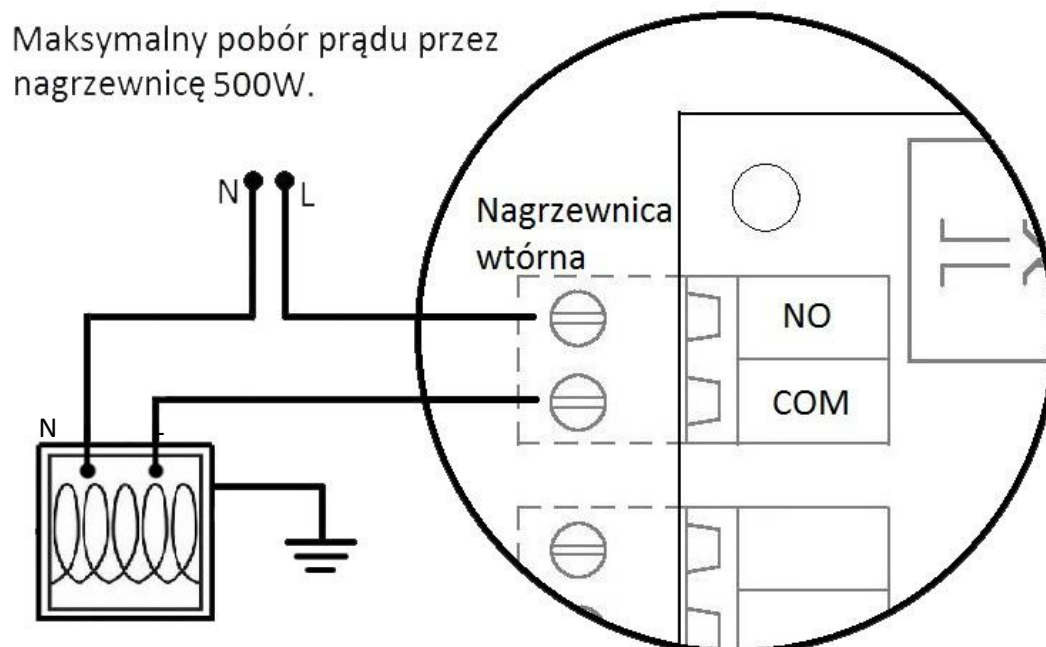 Maksymalny pobór prądu przez
nagrzewnicę 500W.
N L
Nagrzewnica
wtórna
NO
COM
N